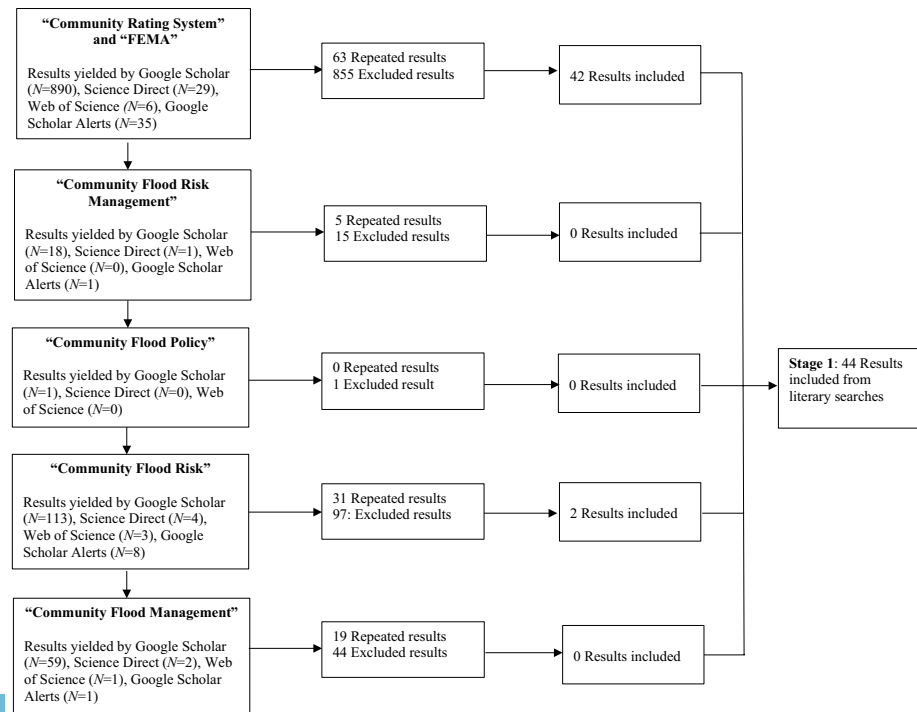 “Community Rating System”
and “FEMA”
Results yielded by Google Scholar
(N=890), Science Direct (N=29),
Web of Science (N=6), Google
Scholar Alerts (N=35)
63 Repeated results
855 Excluded results
42 Results included
“Community Flood Risk
Management”
Results yielded by Google Scholar
(N=18), Science Direct (N=1), Web
of Science (N=0), Google Scholar
Alerts (N=1)
5 Repeated results
15 Excluded results
0 Results included
“Community Flood Policy”
Results yielded by Google Scholar
(N=1), Science Direct (N=0), Web
of Science (N=0)
0 Repeated results
1 Excluded result
0 Results included
Stage 1: 44 Results
included from
literary searches
“Community Flood Risk”
Results yielded by Google Scholar
(N=113), Science Direct (N=4),
Web of Science (N=3), Google
Scholar Alerts (N=8)
31 Repeated results
97: Excluded results
2 Results included
“Community Flood Management”
Results yielded by Google Scholar
(N=59), Science Direct (N=2), Web
of Science (N=1), Google Scholar
Alerts (N=1)
19 Repeated results
44 Excluded results
0 Results included